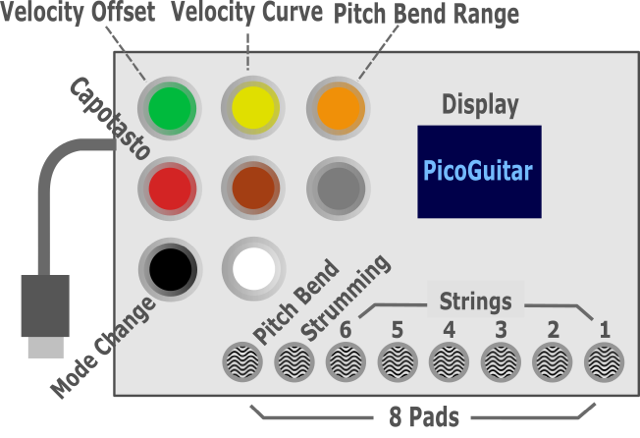 Velocity Offset
Velocity Curve
Pitch Bend Range
Capotasto
Display
PicoGuitar
Mode Change
Pitch Bend
Strumming
Strings
6 5 4 3 2 1
8 Pads